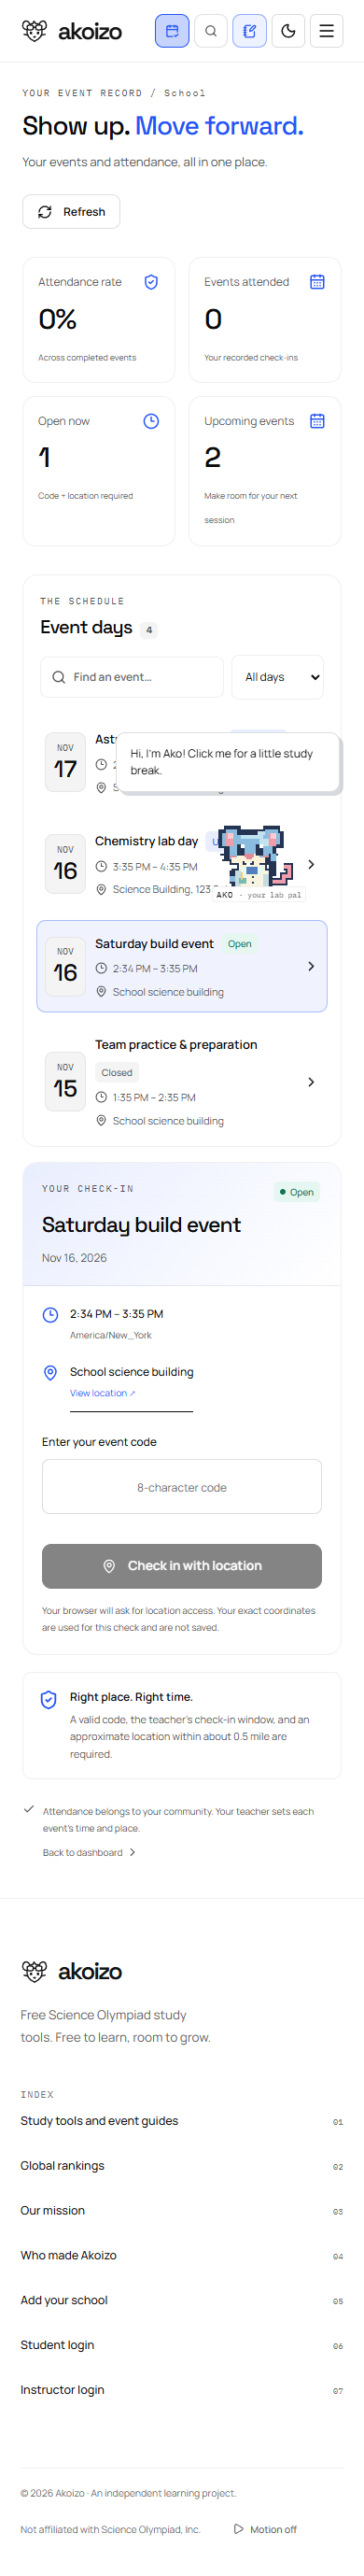 akoizo
YOUR EVENT RECORD / School
Show up. Move forward.
Your events and attendance, all in one place.
Refresh
Attendance rate
0%
Across completed events
Events attended
0
Your recorded check-ins
Open now
1
Code + location required
Upcoming events
2
Make room for your next
session
THE SCHEDULE
Event days 4
Find an event...
All days
NOV
17
Hi, I'm Ako! Click me for a little study
break.
NOV
16
Chemistry lab day
3:35 PM – 4:35 PM
Science Building, 123
AKO · your lab pal
NOV
16
Saturday build event Open
2:34 PM – 3:35 PM
School science building
NOV
15
Team practice & preparation
Closed
1:35 PM – 2:35 PM
School science building
YOUR CHECK-IN
Open
Saturday build event
Nov 16, 2026
2:34 PM – 3:35 PM
America/New_York
School science building
View location ↗
Enter your event code
8-character code
Check in with location
Your browser will ask for location access. Your exact coordinates
are used for this check and are not saved.
Right place. Right time.
A valid code, the teacher's check-in window, and an
approximate location within about 0.5 mile are
required.
Attendance belongs to your community. Your teacher sets each
event's time and place.
Back to dashboard
akoizo
Free Science Olympiad study
tools. Free to learn, room to grow.
INDEX
Study tools and event guides 01
Global rankings 02
Our mission 03
Who made Akoizo 04
Add your school 05
Student login 06
Instructor login 07
© 2026 Akoizo · An independent learning project.
Not affiliated with Science Olympiad, Inc.
Motion off